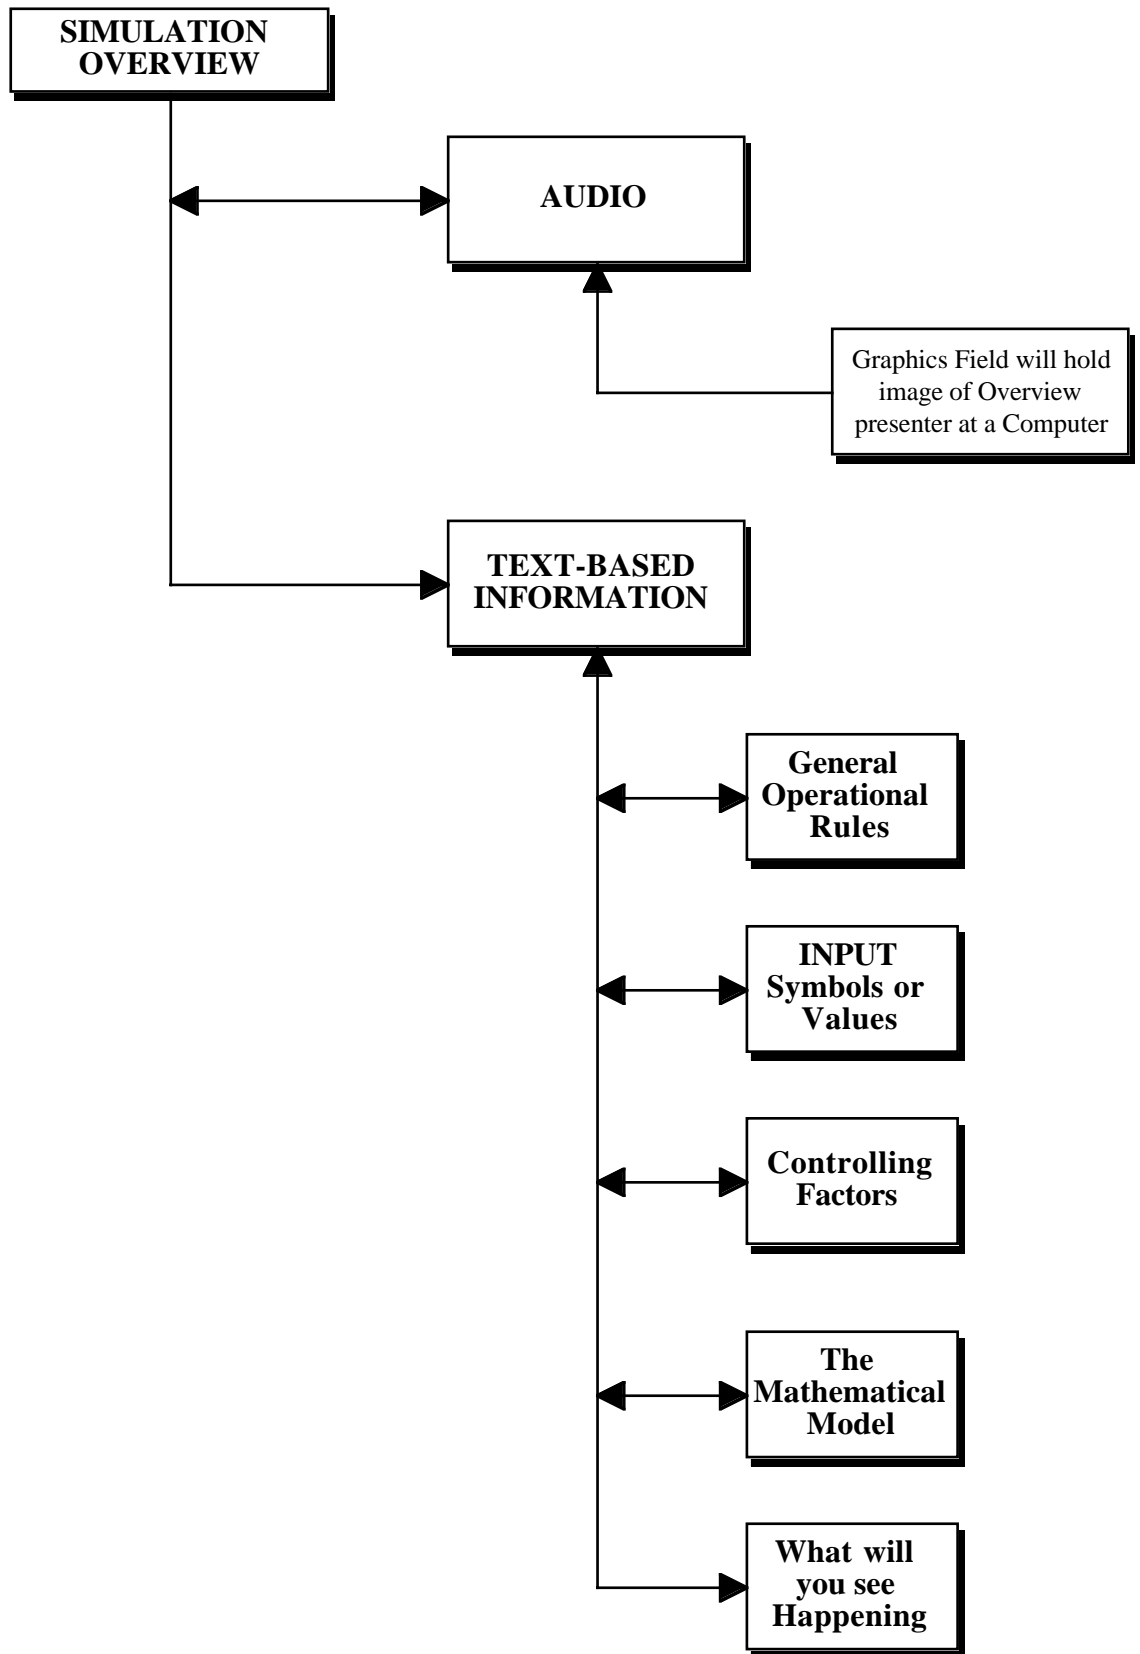 SIMULATION
OVERVIEW
AUDIO
Graphics Field will hold
image of Overview
presenter at a Computer
TEXT-BASED
INFORMATION
General
Operational
Rules
INPUT
Symbols or
Values
Controlling
Factors
The
Mathematical
Model
What will
you see
Happening